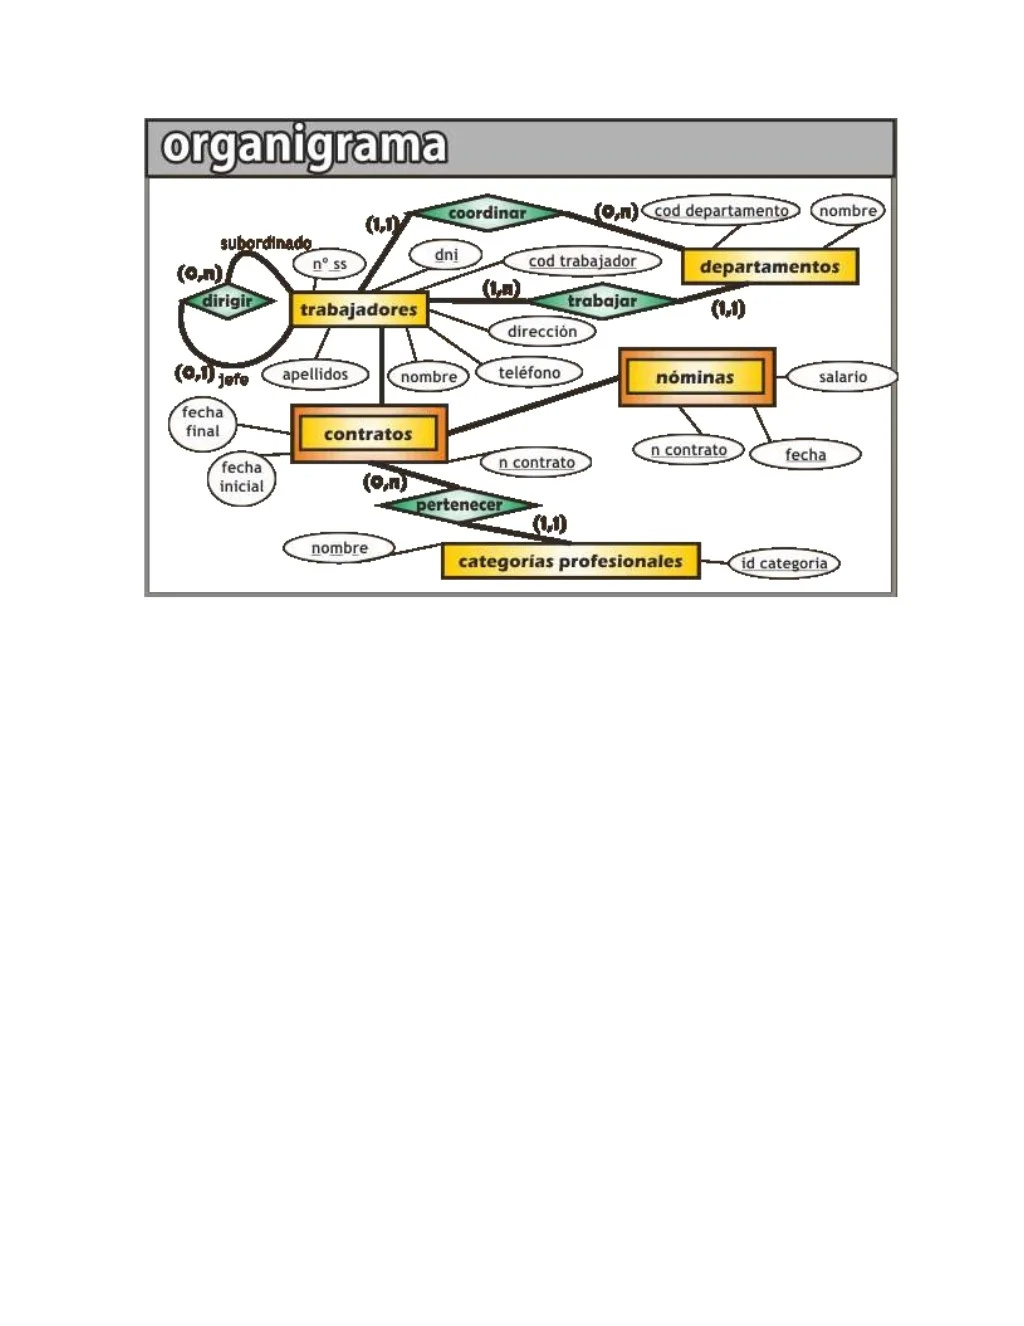 organigrama
coordinar
(0,n)
cod departamento
nombre
(1,1)
subordinado
nº ss
dni
cod trabajador
departamentos
(0,n)
dirigir
trabajadores
(1,n)
trabajar
(1,1)
dirección
(0,1)
jefe
apellidos
nombre
teléfono
nóminas
salario
fecha
final
contratos
n contrato
fecha
fecha
inicial
n contrato
(0,n)
pertenecer
(1,1)
nombre
categorías profesionales
id categoria